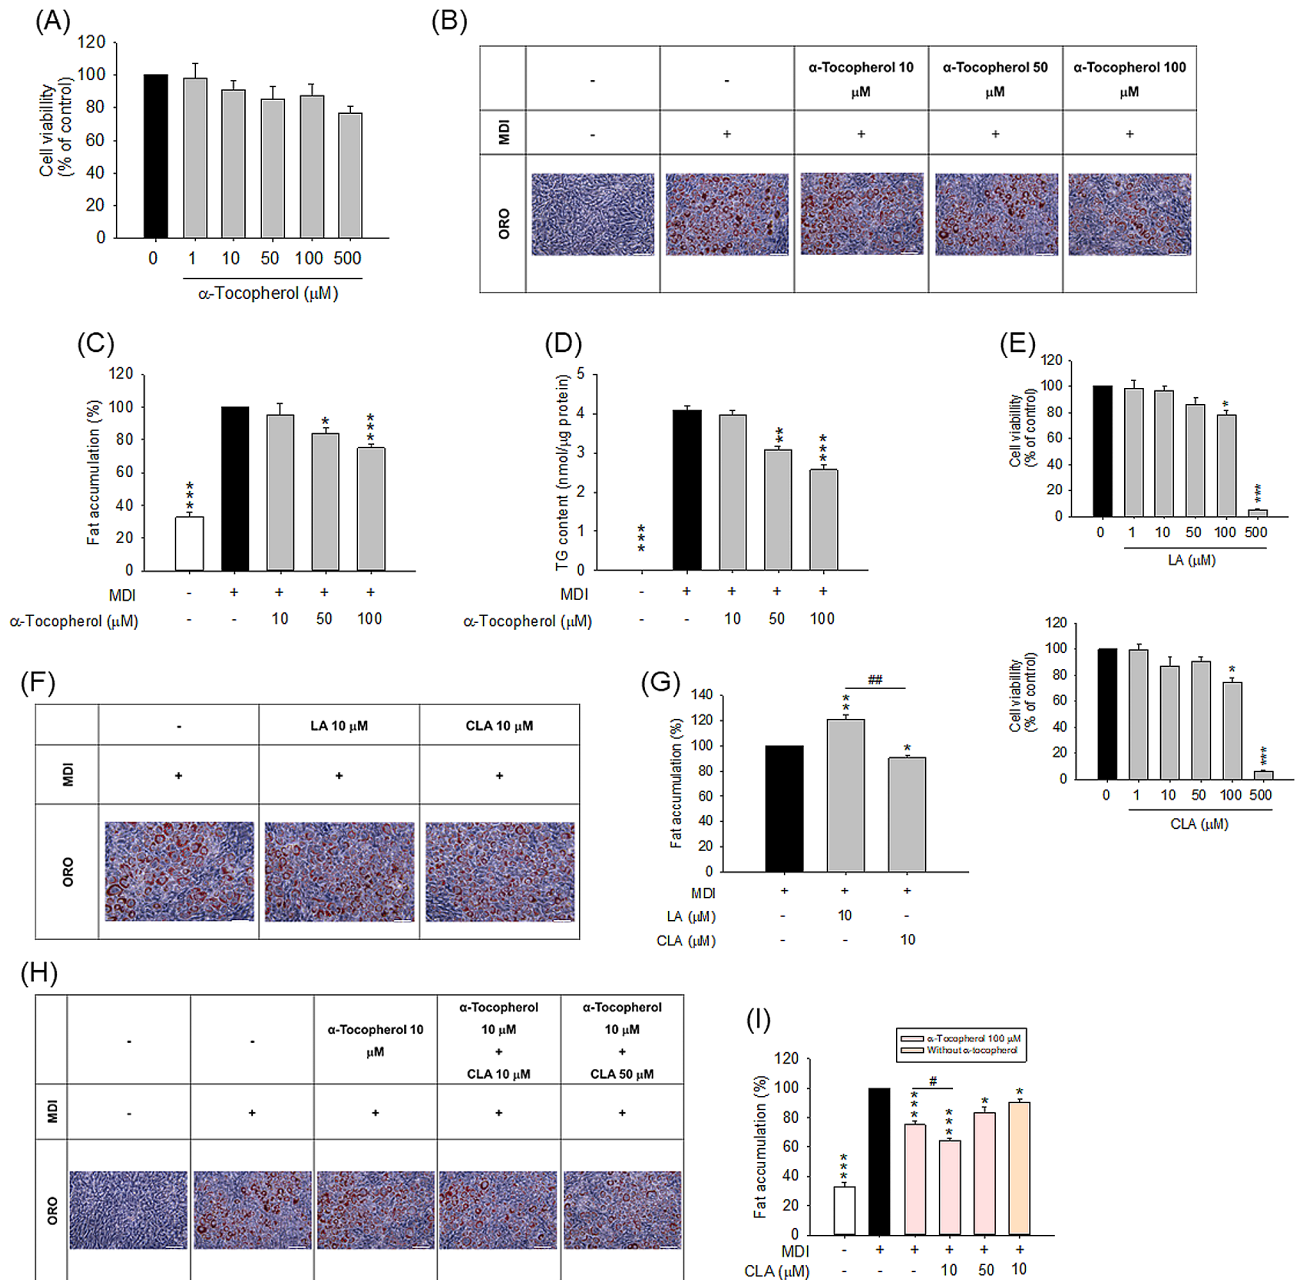 (A)
120
100
80
60
40
20
0
Cell viabillity
(% of control)
0 1 10 50 100 500
α-Tocopherol (μM)
(B)
- - α-Tocopherol 10 μM α-Tocopherol 50 μM α-Tocopherol 100 μM
MDI - + + + +
ORO
(C)
120
100
80
60
40
20
0
Fat accumulation (%)
*** * ***
MDI - + + + +
α-Tocopherol (μM) - - 10 50 100
(D)
5
4
3
2
1
0
TG content (nmol/μg protein)
*** ** ***
MDI - + + + +
α-Tocopherol (μM) - - 10 50 100
(E)
120
100
80
60
40
20
0
Cell viability
(% of control)
* ***
0 1 10 50 100 500
LA (μM)
120
100
80
60
40
20
0
Cell viability
(% of control)
* ***
0 1 10 50 100 500
CLA (μM)
(F)
- LA 10 μM CLA 10 μM
MDI + + +
ORO
(G)
140
120
100
80
60
40
20
0
Fat accumulation (%)
##
** *
MDI + + +
LA (μM) - 10 -
CLA (μM) - - 10
(H)
- - α-Tocopherol 10 μM α-Tocopherol 10 μM + CLA 10 μM α-Tocopherol 10 μM + CLA 50 μM
MDI - + + + +
ORO
(I)
α-Tocopherol 100 μM
Without α-tocopherol
120
100
80
60
40
20
0
Fat accumulation (%)
#
*** *** *** * *
MDI - + + + + +
CLA (μM) - - - 10 50 10